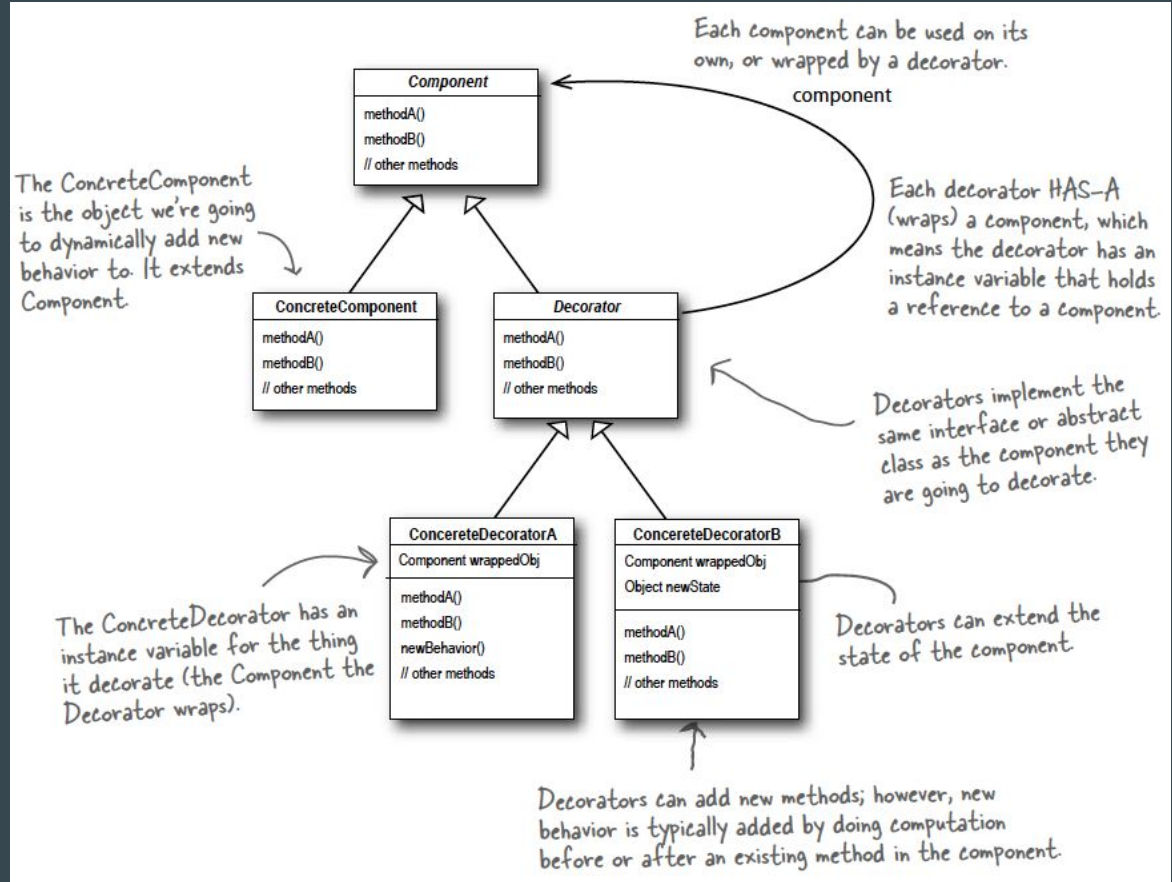 Each component can be used on its
own, or wrapped by a decorator.
component
Component
methodA()
methodB()
// other methods
The ConcreteComponent
is the object we're going
to dynamically add new
behavior to. It extends
Component.
Each decorator HAS-A
(wraps) a component, which
means the decorator has an
instance variable that holds
a reference to a component.
ConcreteComponent
methodA()
methodB()
// other methods
Decorator
methodA()
methodB()
// other methods
Decorators implement the
same interface or abstract
class as the component they
are going to decorate.
ConcereteDecoratorA
Component wrappedObj
methodA()
methodB()
newBehavior()
// other methods
ConcereteDecoratorB
Component wrappedObj
Object newState
methodA()
methodB()
// other methods
The ConcreteDecorator has an
instance variable for the thing
it decorate (the Component the
Decorator wraps).
Decorators can extend the
state of the component.
Decorators can add new methods; however, new
behavior is typically added by doing computation
before or after an existing method in the component.